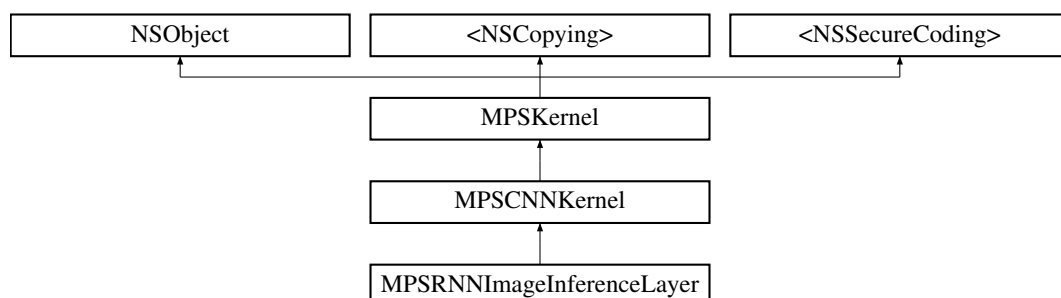 NSObject
<NSCopying>
<NSSecureCoding>
MPSKernel
MPSCNNKernel
MPSRNNImageInferenceLayer